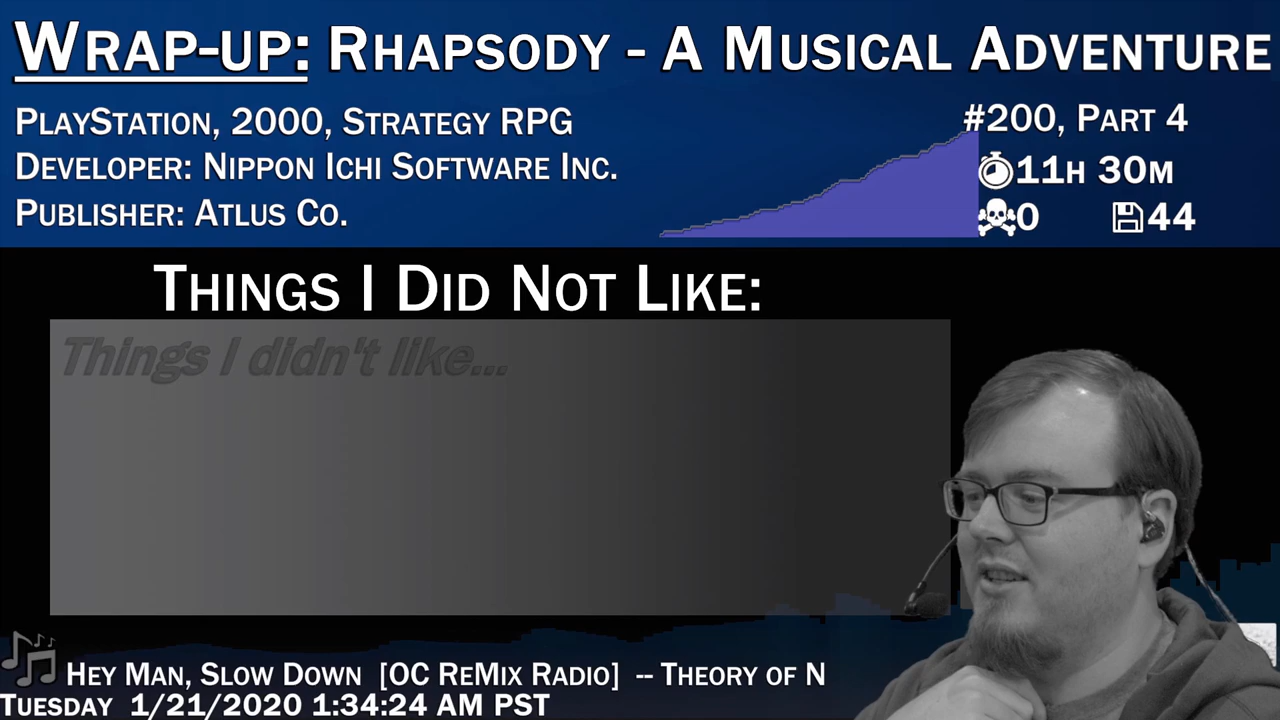 Wrap-up: Rhapsody - A Musical Adventure
PlayStation, 2000, Strategy RPG
#200, Part 4
Developer: Nippon Ichi Software Inc.
11h 30m
Publisher: Atlus Co.
0 44
Things I Did Not Like:
Things I didn't like...
Hey Man, Slow Down [OC ReMix Radio] -- Theory of N
Tuesday 1/21/2020 1:34:24 AM PST